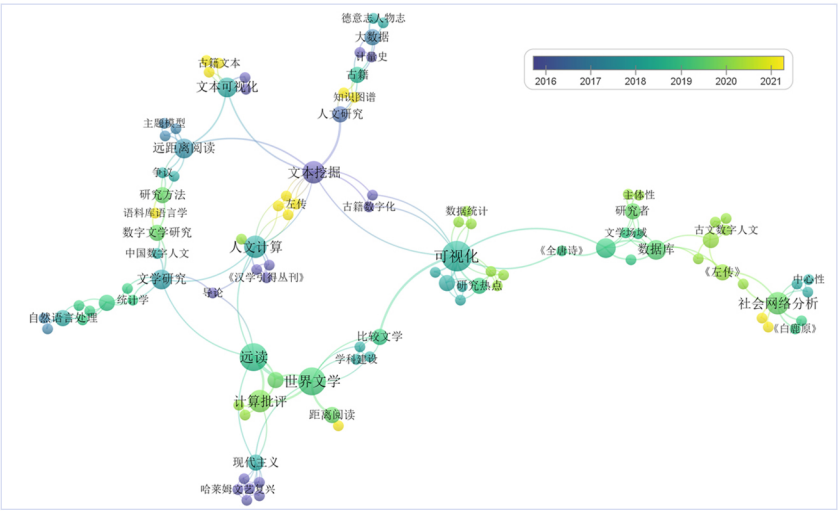 德意志人物志
大数据
计量史
古籍
知识图谱
人文研究
古籍文本
文本可视化
主题模型
远距离阅读
争议
研究方法
语料库语言学
数字文学研究
中国数字人文
文学研究
统计学
自然语言处理
文本挖掘
左传
古籍数字化
人文计算
《汉学引得丛刊》
导论
数据统计
可视化
研究热点
《全唐诗》
主体性
研究者
文学场域
数据库
古文数字人文
《左传》
中心性
社会网络分析
《白鹿原》
比较文学
学科建设
远读
世界文学
计算批评
距离阅读
现代主义
哈莱姆文艺复兴
2016 2017 2018 2019 2020 2021